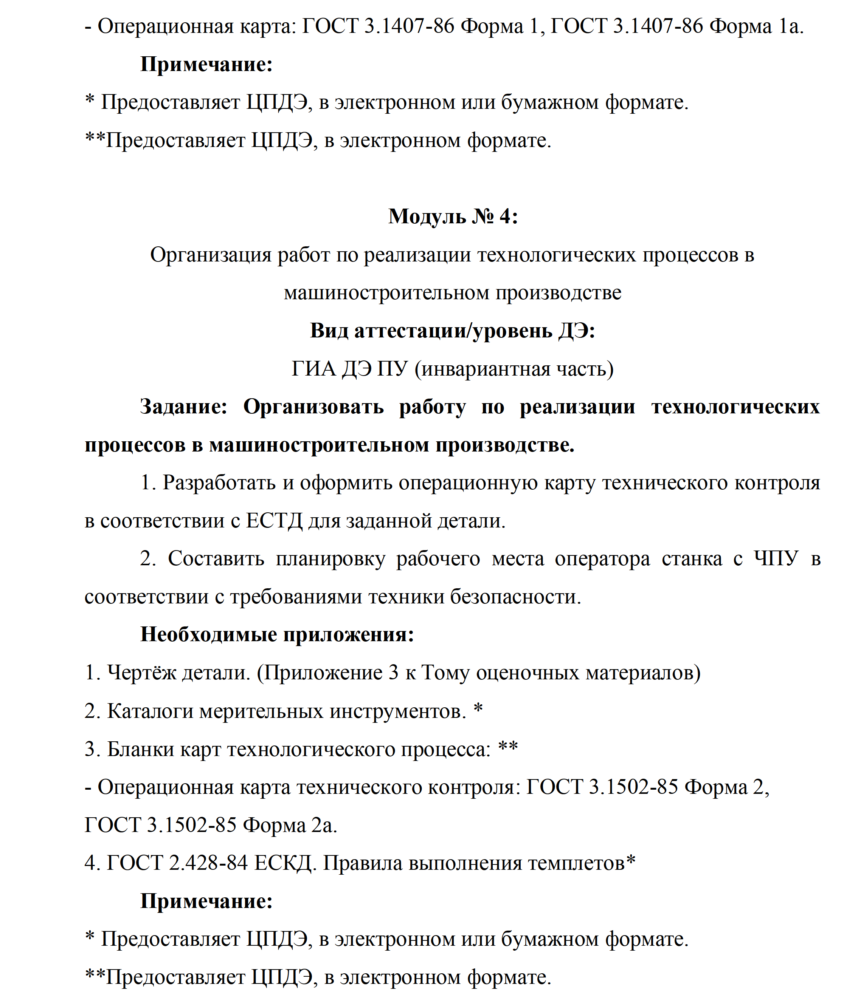 - Операционная карта: ГОСТ 3.1407-86 Форма 1, ГОСТ 3.1407-86 Форма 1а.
Примечание:
* Предоставляет ЦПДЭ, в электронном или бумажном формате.
**Предоставляет ЦПДЭ, в электронном формате.
Модуль № 4:
Организация работ по реализации технологических процессов в
машиностроительном производстве
Вид аттестации/уровень ДЭ:
ГИА ДЭ ПУ (инвариантная часть)
Задание: Организовать работу по реализации технологических
процессов в машиностроительном производстве.
1. Разработать и оформить операционную карту технического контроля
в соответствии с ЕСТД для заданной детали.
2. Составить планировку рабочего места оператора станка с ЧПУ в
соответствии с требованиями техники безопасности.
Необходимые приложения:
1. Чертёж детали. (Приложение 3 к Тому оценочных материалов)
2. Каталоги мерительных инструментов. *
3. Бланки карт технологического процесса: **
- Операционная карта технического контроля: ГОСТ 3.1502-85 Форма 2,
ГОСТ 3.1502-85 Форма 2а.
4. ГОСТ 2.428-84 ЕСКД. Правила выполнения темплетов*
Примечание:
* Предоставляет ЦПДЭ, в электронном или бумажном формате.
**Предоставляет ЦПДЭ, в электронном формате.